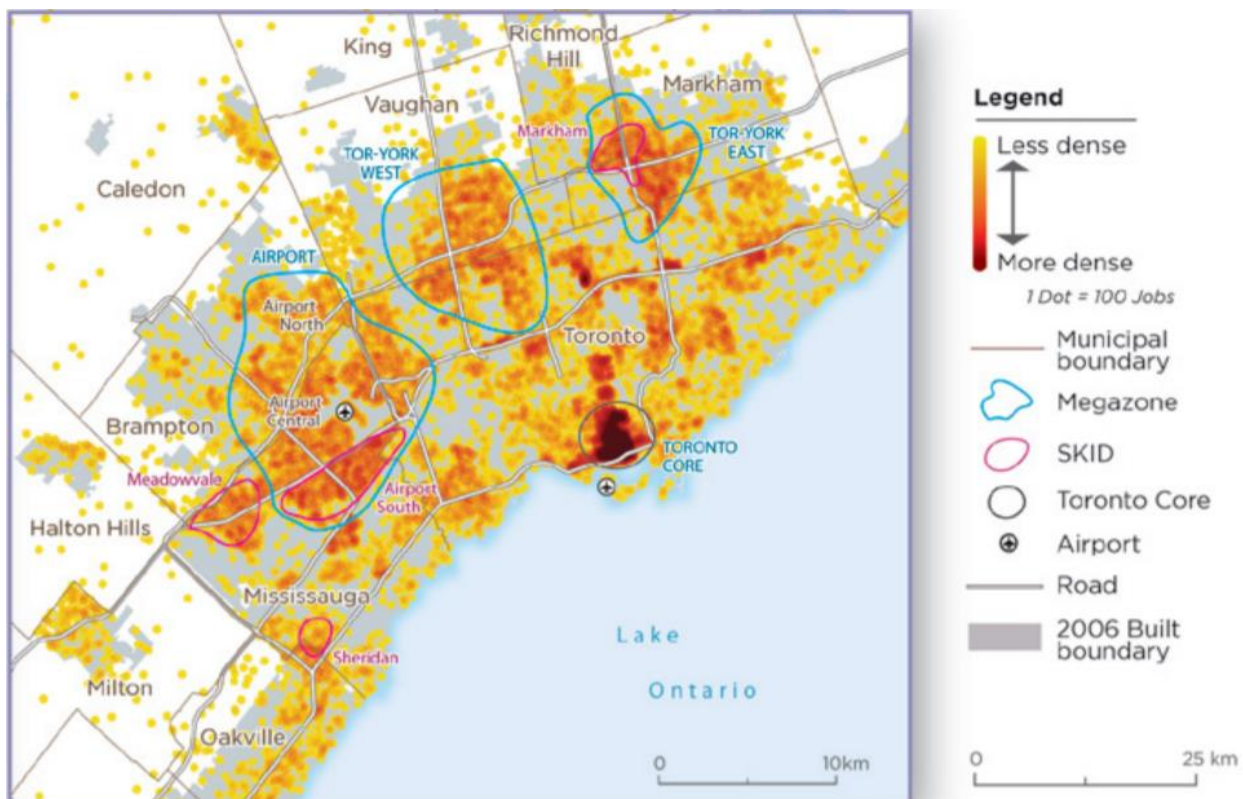 King
Richmond
Hill
Vaughan
Markham
Markham
TOR-YORK
EAST
TOR-YORK
WEST
Caledon
AIRPORT
Airport
North
Toronto
Airport
Central
Brampton
TORONTO
CORE
Meadowvale
Airport
South
Halton Hills
Mississauga
Sheridan
Lake
Ontario
Milton
Oakville
0 10km
Legend
Less dense
More dense
1 Dot = 100 Jobs
Municipal
boundary
Megazone
SKID
Toronto Core
Airport
Road
2006 Built
boundary
0 25 km